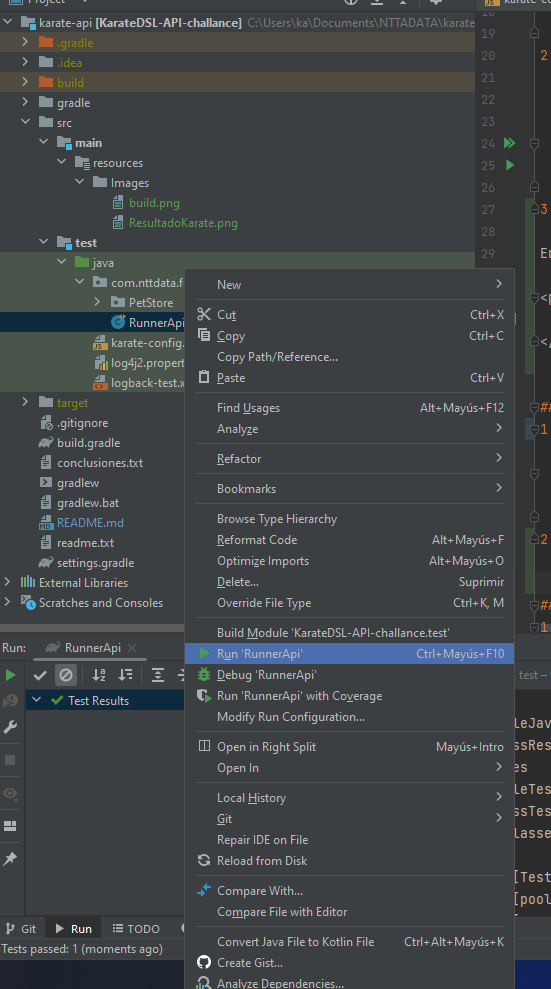 Project
karate-api [KarateDSL-API-challance] C:\Users\ka\Documents\NTTDATA\karate
.gradle
.idea
build
gradle
src
main
resources
Images
build.png
ResultadoKarate.png
test
java
com.nttdata.f
PetStore
RunnerApi
karate-config.
log4j2.propert
logback-test.x
target
.gitignore
build.gradle
conclusiones.txt
gradlew
gradlew.bat
README.md
readme.txt
settings.gradle
External Libraries
Scratches and Consoles
19
20 2
21
22
23
24
25
26
27 3
28
29 En
<p
</
##
1
2
##
1
New
Cut Ctrl+X
Copy Ctrl+C
Copy Path/Reference...
Paste Ctrl+V
Find Usages Alt+Mayús+F12
Analyze
Refactor
Bookmarks
Browse Type Hierarchy
Reformat Code Alt+Mayús+F
Optimize Imports Alt+Mayús+O
Delete... Suprimir
Override File Type Ctrl+K, M
Build Module 'KarateDSL-API-challance.test'
Run 'RunnerApi' Ctrl+Mayús+F10
Debug 'RunnerApi'
Run 'RunnerApi' with Coverage
Modify Run Configuration...
Open in Right Split Mayús+Intro
Open In
Local History
Git
Repair IDE on File
Reload from Disk
Compare With...
Compare File with Editor
Convert Java File to Kotlin File Ctrl+Alt+Mayús+K
Create Gist...
Analyze Dependencies...
Run: RunnerApi
Test Results
test –
leJav
ssRes
es
leTes
ssTes
lasse
[Test
[pool
Git Run TODO
Tests passed: 1 (moments ago)